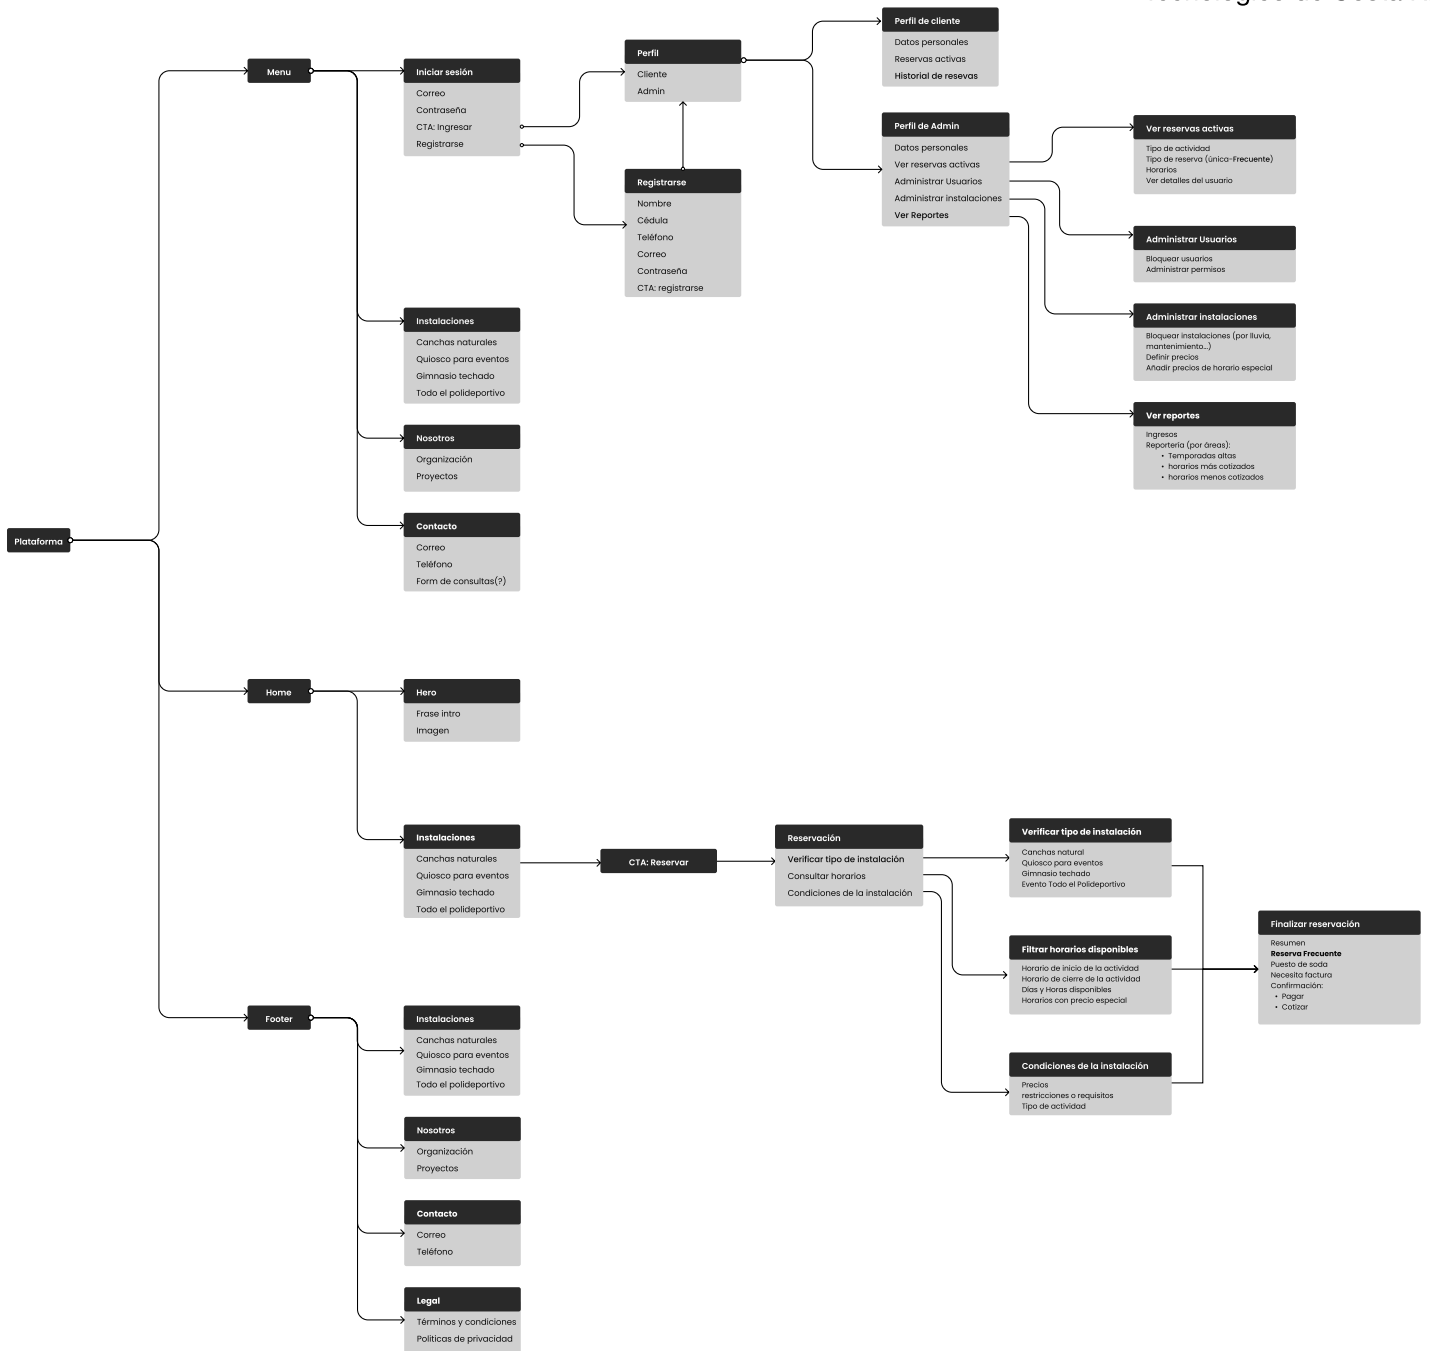 Tecnológico de Costa
Plataforma
Menu
Iniciar sesión
Correo
Contraseña
CTA: Ingresar
Registrarse
Perfil
Cliente
Admin
Registrarse
Nombre
Cédula
Teléfono
Correo
Contraseña
CTA: registrarse
Perfil de cliente
Datos personales
Reservas activas
Historial de resevas
Perfil de Admin
Datos personales
Ver reservas activas
Administrar Usuarios
Administrar instalaciones
Ver Reportes
Ver reservas activas
Tipo de actividad
Tipo de reserva (única-Frecuente)
Horarios
Ver detalles del usuario
Administrar Usuarios
Bloquear usuarios
Administrar permisos
Administrar instalaciones
Bloquear instalaciones (por lluvia,
mantenimiento...)
Definir precios
Añadir precios de horario especial
Ver reportes
Ingresos
Reportería (por áreas):
• Temporadas altas
• horarios más cotizados
• horarios menos cotizados
Instalaciones
Canchas naturales
Quiosco para eventos
Gimnasio techado
Todo el polideportivo
Nosotros
Organización
Proyectos
Contacto
Correo
Teléfono
Form de consultas(?)
Home
Hero
Frase intro
Imagen
Instalaciones
Canchas naturales
Quiosco para eventos
Gimnasio techado
Todo el polideportivo
CTA: Reservar
Reservación
Verificar tipo de instalación
Consultar horarios
Condiciones de la instalación
Verificar tipo de instalación
Canchas natural
Quiosco para eventos
Gimnasio techado
Evento Todo el Polideportivo
Filtrar horarios disponibles
Horario de inicio de la actividad
Horario de cierre de la actividad
Días y Horas disponibles
Horarios con precio especial
Condiciones de la instalación
Precios
restricciones o requisitos
Tipo de actividad
Finalizar reservación
Resumen
Reserva Frecuente
Puesto de soda
Necesita factura
Confirmación:
• Pagar
• Cotizar
Footer
Instalaciones
Canchas naturales
Quiosco para eventos
Gimnasio techado
Todo el polideportivo
Nosotros
Organización
Proyectos
Contacto
Correo
Teléfono
Legal
Términos y condiciones
Políticas de privacidad